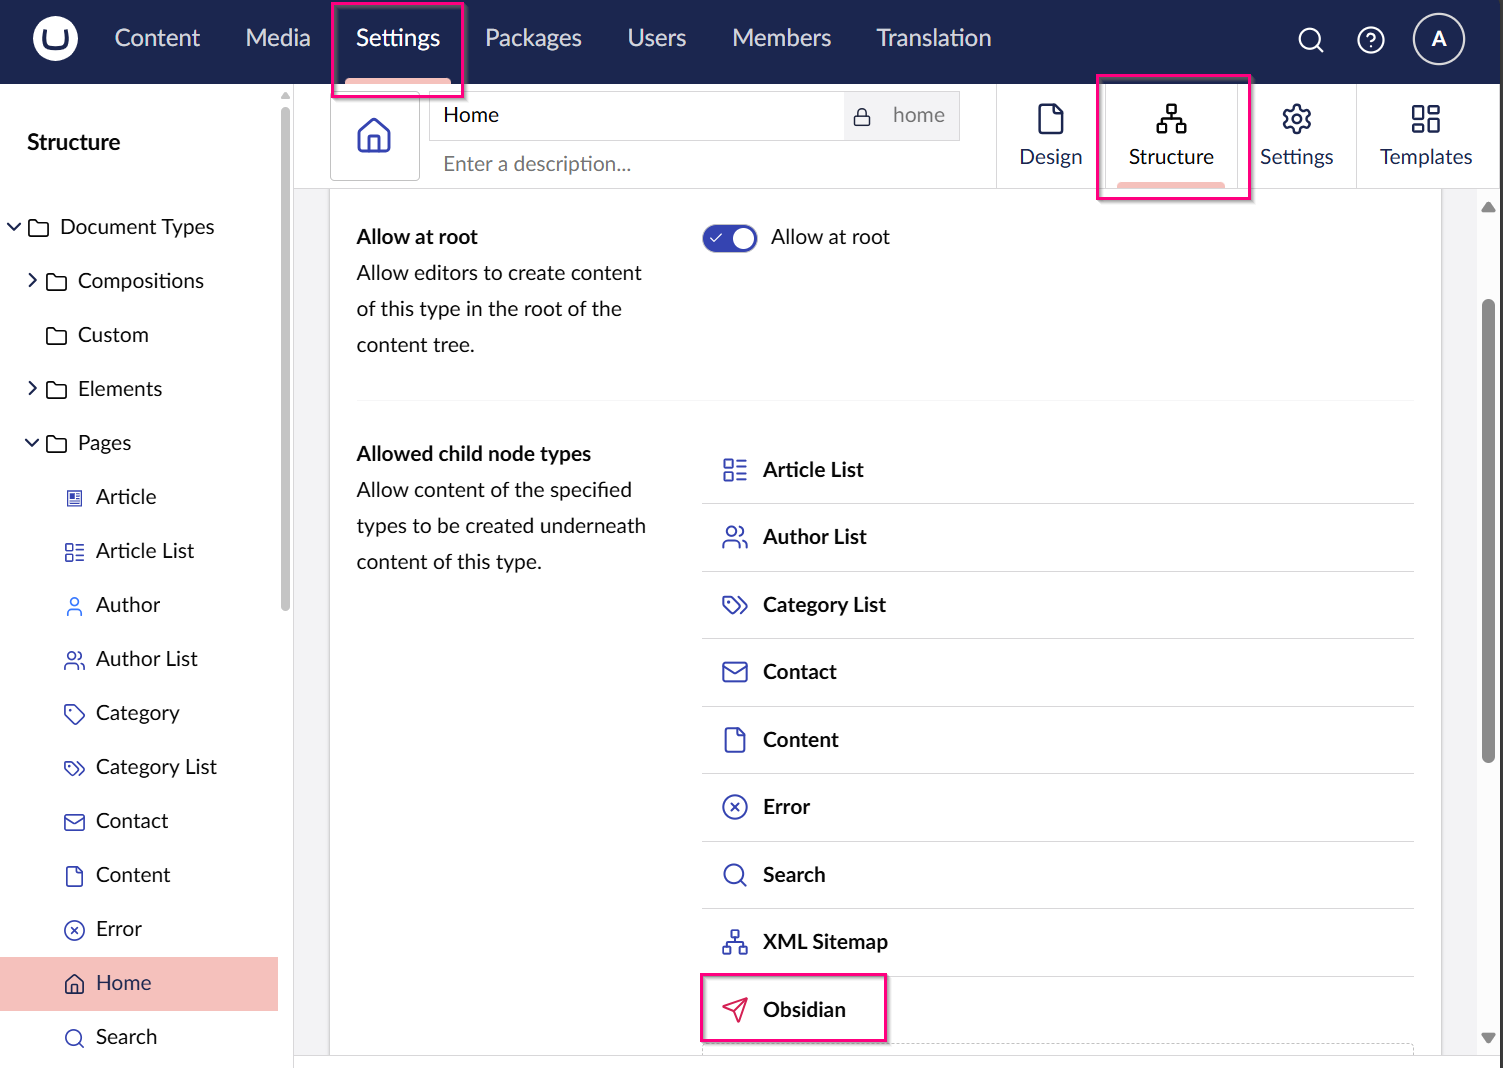 Content Media Settings Packages Users Members Translation A
Structure
Document Types
Compositions
Custom
Elements
Pages
Article
Article List
Author
Author List
Category
Category List
Contact
Content
Error
Home
Search
Home home
Enter a description...
Design Structure Settings Templates
Allow at root
Allow editors to create content
of this type in the root of the
content tree.
Allow at root
Allowed child node types
Allow content of the specified
types to be created underneath
content of this type.
Article List
Author List
Category List
Contact
Content
Error
Search
XML Sitemap
Obsidian